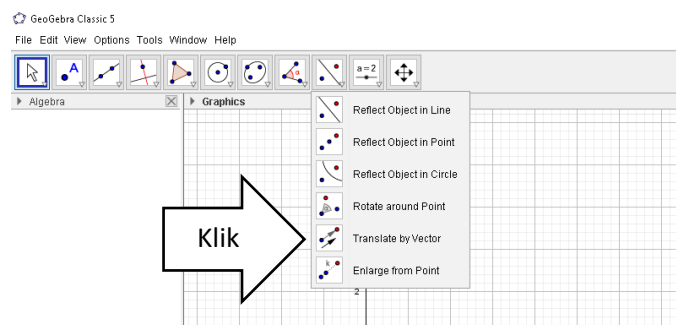 GeoGebra Classic 5
File Edit View Options Tools Window Help
A
α
a=2
Algebra
Graphics
Reflect Object in Line
Reflect Object in Point
Reflect Object in Circle
Rotate around Point
Klik
Translate by Vector
k
Enlarge from Point
2